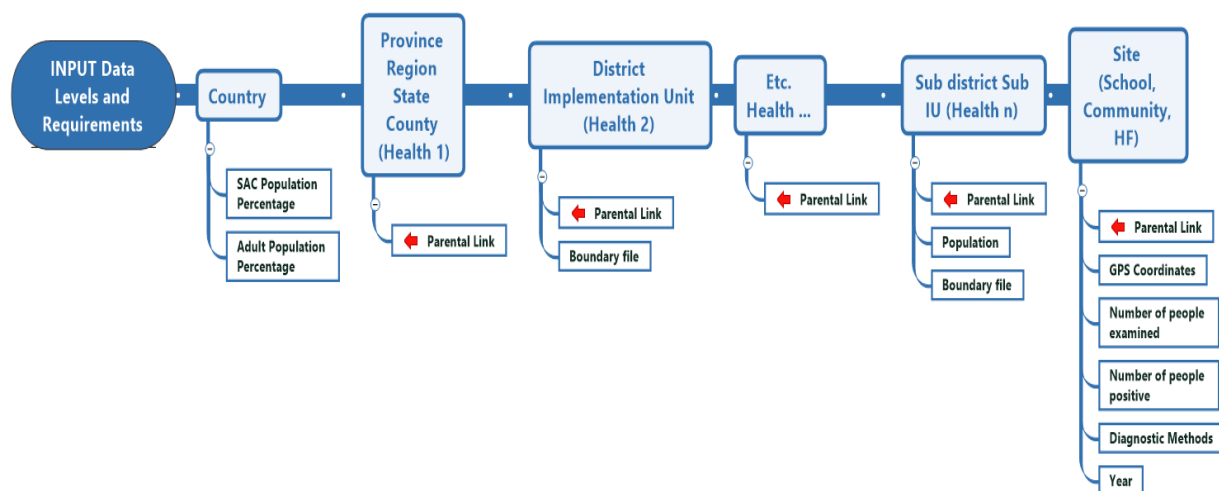 INPUT Data
Levels and
Requirements
Country
SAC Population
Percentage
Adult Population
Percentage
Province
Region
State
County
(Health 1)
Parental Link
District
Implementation Unit
(Health 2)
Parental Link
Boundary file
Etc.
Health ...
Parental Link
Sub district Sub
IU (Health n)
Parental Link
Population
Boundary file
Site
(School,
Community,
HF)
Parental Link
GPS Coordinates
Number of people
examined
Number of people
positive
Diagnostic Methods
Year